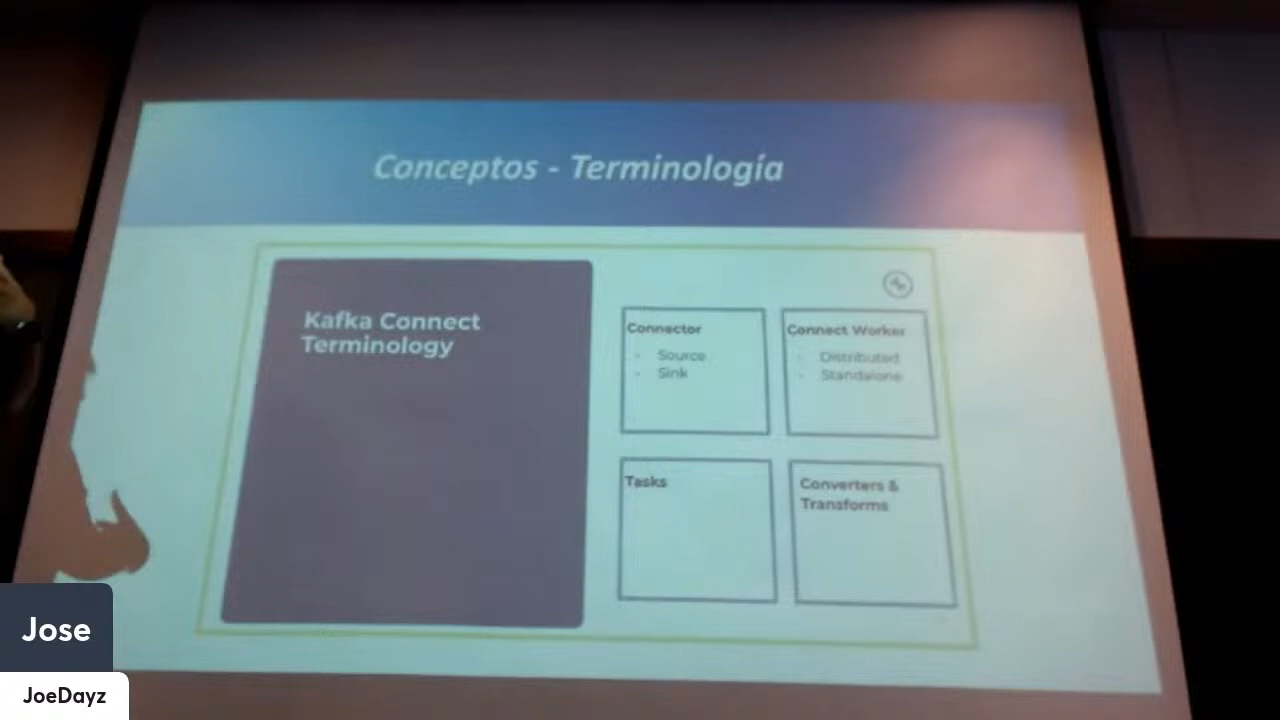 Conceptos - Terminología
Kafka Connect
Terminology
Connector
- Source
- Sink
Connect Worker
- Distributed
- Standalone
Tasks
Converters &
Transforms
Jose
JoeDayz